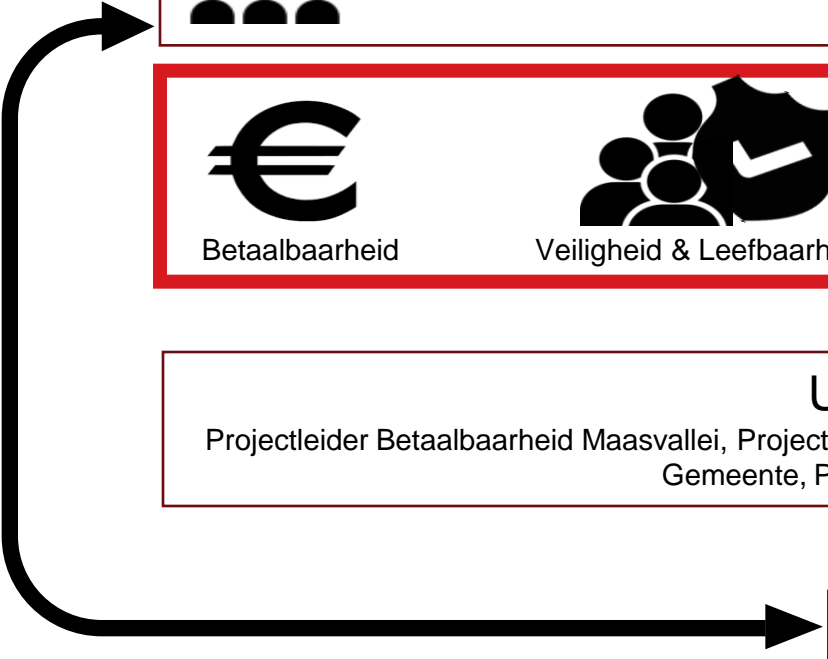 Betaalbaarheid
Veiligheid & Leefbaarh
U
Projectleider Betaalbaarheid Maasvallei, Project
Gemeente, P